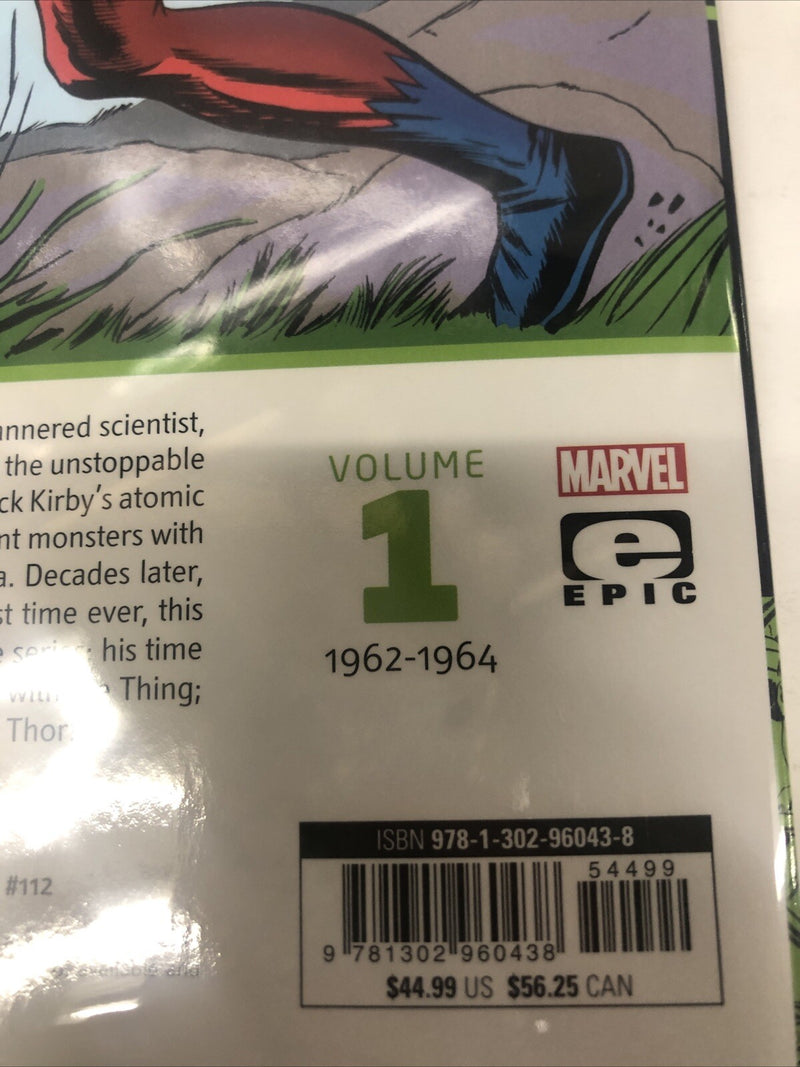 annered scientist,
the unstoppable
ck Kirby's atomic
nt monsters with
a. Decades later,
st time ever, this
his time
Thing;
Thor
#112
VOLUME
1
1962-1964
MARVEL
e
EPIC
ISBN 978-1-302-96043-8
54499
9 781302 960438
$44.99 US $56.25 CAN